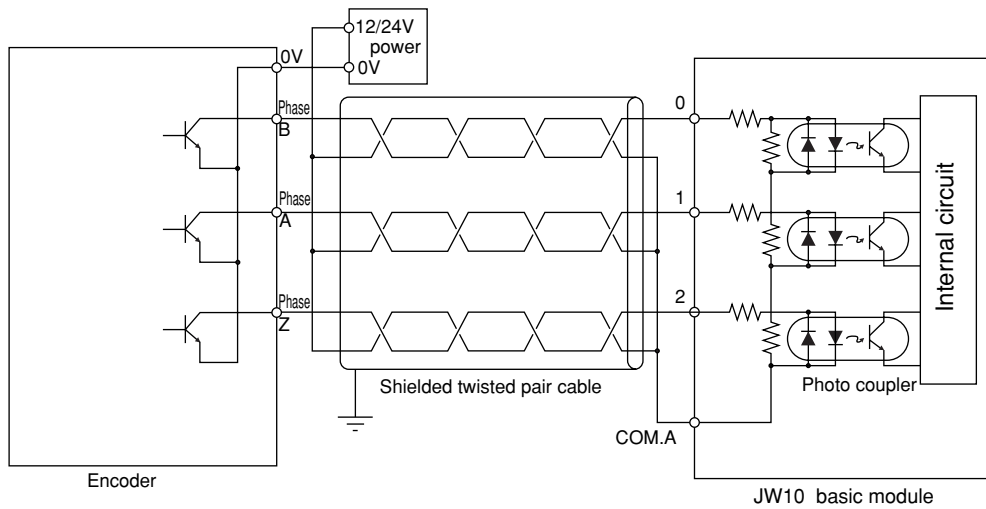 12/24V
power
0V
0V
Phase
B
0
Phase
A
1
Phase
Z
2
Internal circuit
Shielded twisted pair cable
Photo coupler
COM.A
Encoder
JW10 basic module